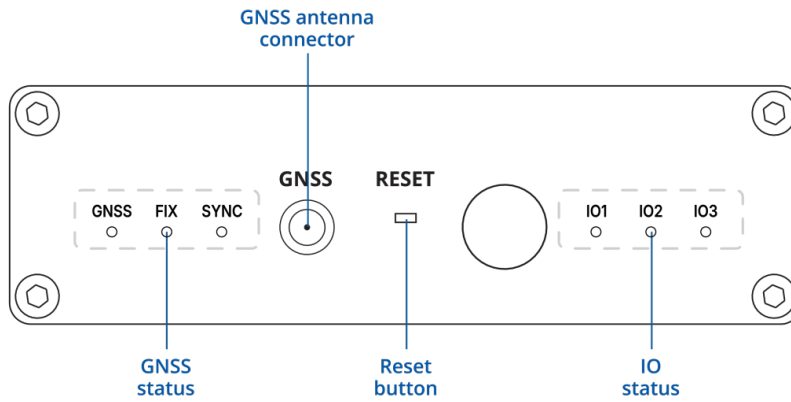 GNSS antenna
connector
GNSS RESET
GNSS FIX SYNC
IO1 IO2 IO3
GNSS
status
Reset
button
IO
status